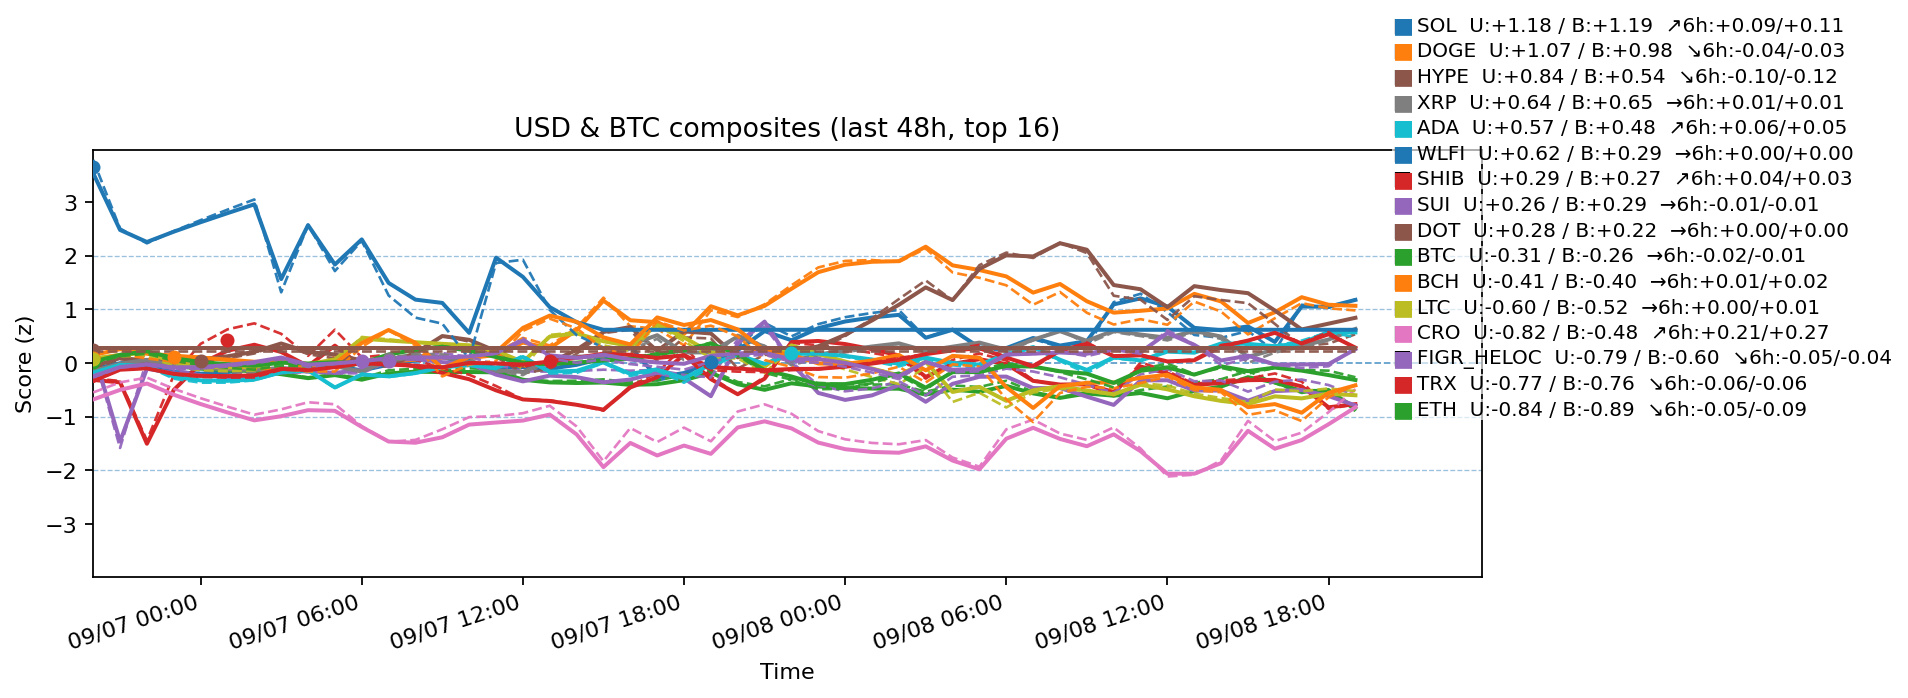 SOL U:+1.18 / B:+1.19 ↗6h:+0.09/+0.11
DOGE U:+1.07 / B:+0.98 ↘6h:-0.04/-0.03
HYPE U:+0.84 / B:+0.54 ↘6h:-0.10/-0.12
XRP U:+0.64 / B:+0.65 →6h:+0.01/+0.01
ADA U:+0.57 / B:+0.48 ↗6h:+0.06/+0.05
WLFI U:+0.62 / B:+0.29 →6h:+0.00/+0.00
SHIB U:+0.29 / B:+0.27 ↗6h:+0.04/+0.03
SUI U:+0.26 / B:+0.29 →6h:-0.01/-0.01
DOT U:+0.28 / B:+0.22 →6h:+0.00/+0.00
BTC U:-0.31 / B:-0.26 →6h:-0.02/-0.01
BCH U:-0.41 / B:-0.40 →6h:+0.01/+0.02
LTC U:-0.60 / B:-0.52 →6h:+0.00/+0.01
CRO U:-0.82 / B:-0.48 ↗6h:+0.21/+0.27
FIGR_HELOC U:-0.79 / B:-0.60 ↘6h:-0.05/-0.04
TRX U:-0.77 / B:-0.76 ↘6h:-0.06/-0.06
ETH U:-0.84 / B:-0.89 ↘6h:-0.05/-0.09
USD & BTC composites (last 48h, top 16)
Score (z)
3
2
1
0
−1
−2
−3
09/07 00:00
09/07 06:00
09/07 12:00
09/07 18:00
09/08 00:00
09/08 06:00
09/08 12:00
09/08 18:00
Time